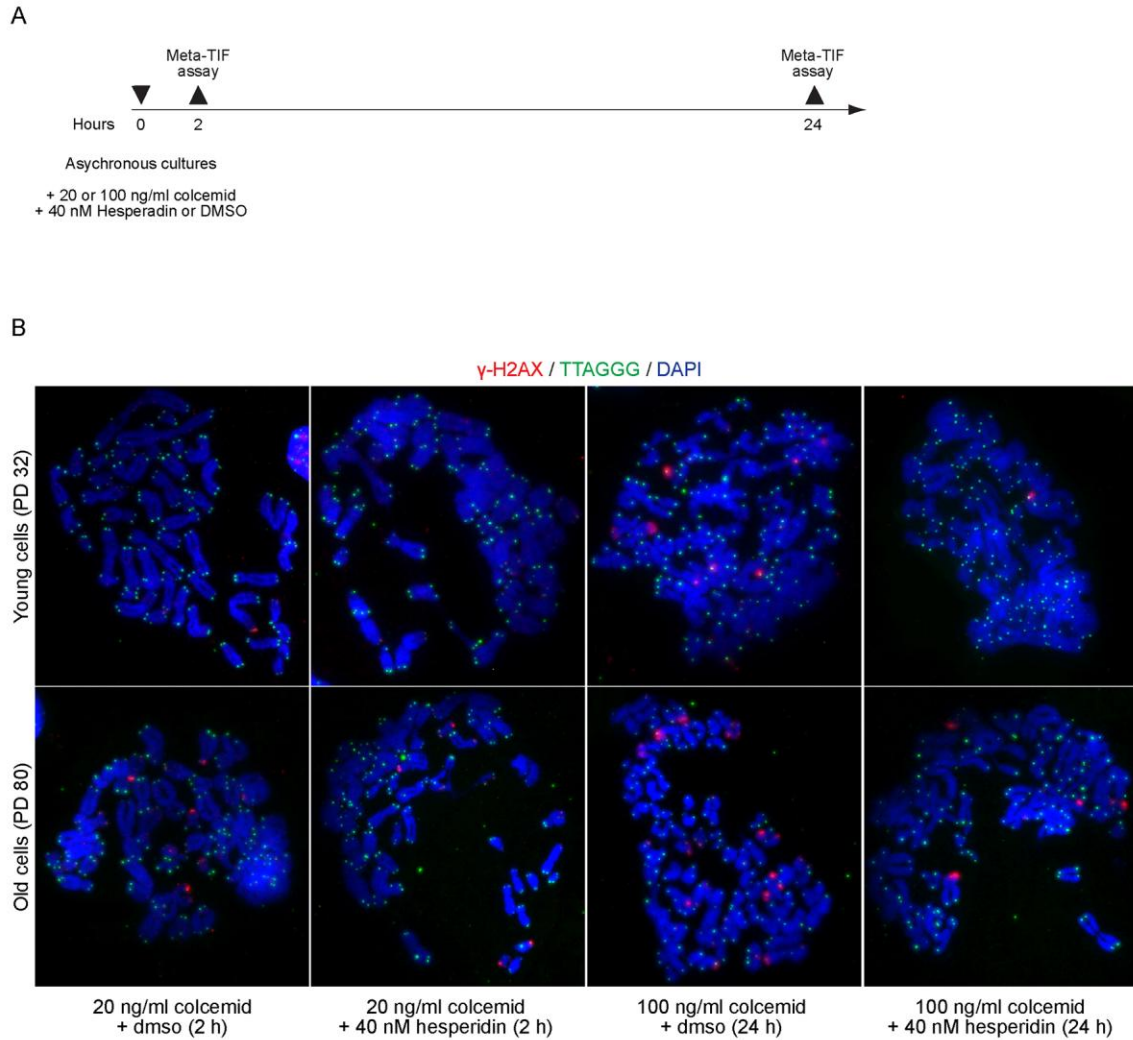 A
Meta-TIF
assay
Meta-TIF
assay
Hours 0 2 24
Asychronous cultures
+ 20 or 100 ng/ml colcemid
+ 40 nM Hesperadin or DMSO
B
γ-H2AX / TTAGGG / DAPI
Young cells (PD 32)
Old cells (PD 80)
20 ng/ml colcemid
+ dmso (2 h)
20 ng/ml colcemid
+ 40 nM hesperidin (2 h)
100 ng/ml colcemid
+ dmso (24 h)
100 ng/ml colcemid
+ 40 nM hesperidin (24 h)